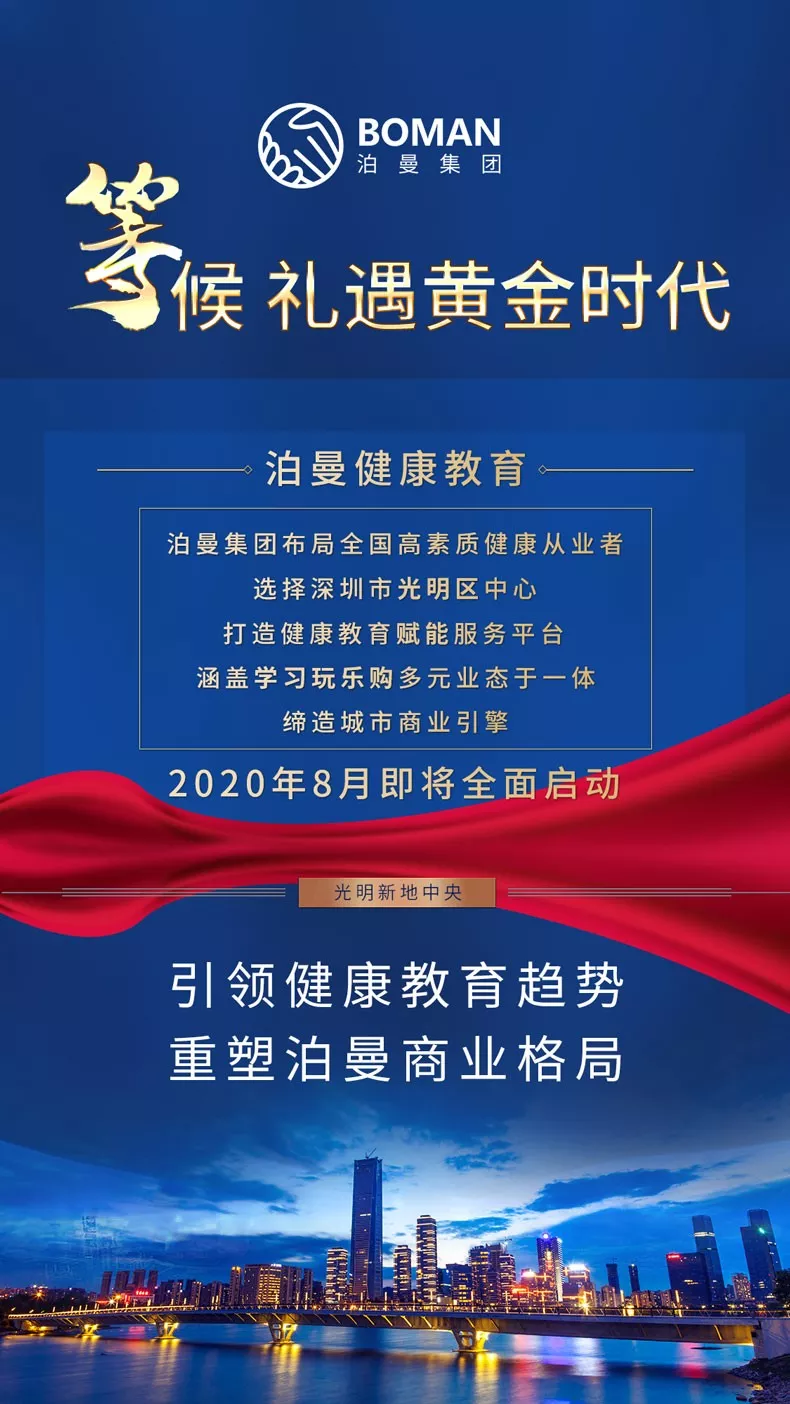 BOMAN
泊曼集团
等候 礼遇黄金时代
泊曼健康教育
泊曼集团布局全国高素质健康从业者
选择深圳市光明区中心
打造健康教育赋能服务平台
涵盖学习玩乐购多元业态于一体
缔造城市商业引擎
2020年8月即将全面启动
光明新地中央
引领健康教育趋势
重塑泊曼商业格局